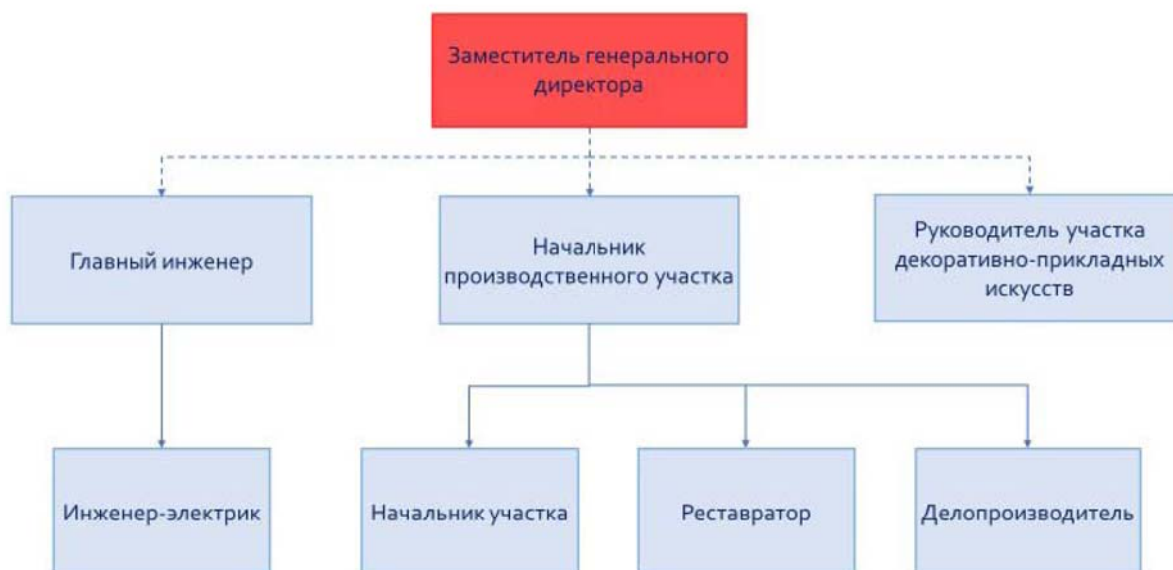 Заместитель генерального
директора
Главный инженер
Начальник
производственного участка
Руководитель участка
декоративно-прикладных
искусств
Инженер-электрик
Начальник участка
Реставратор
Делопроизводитель